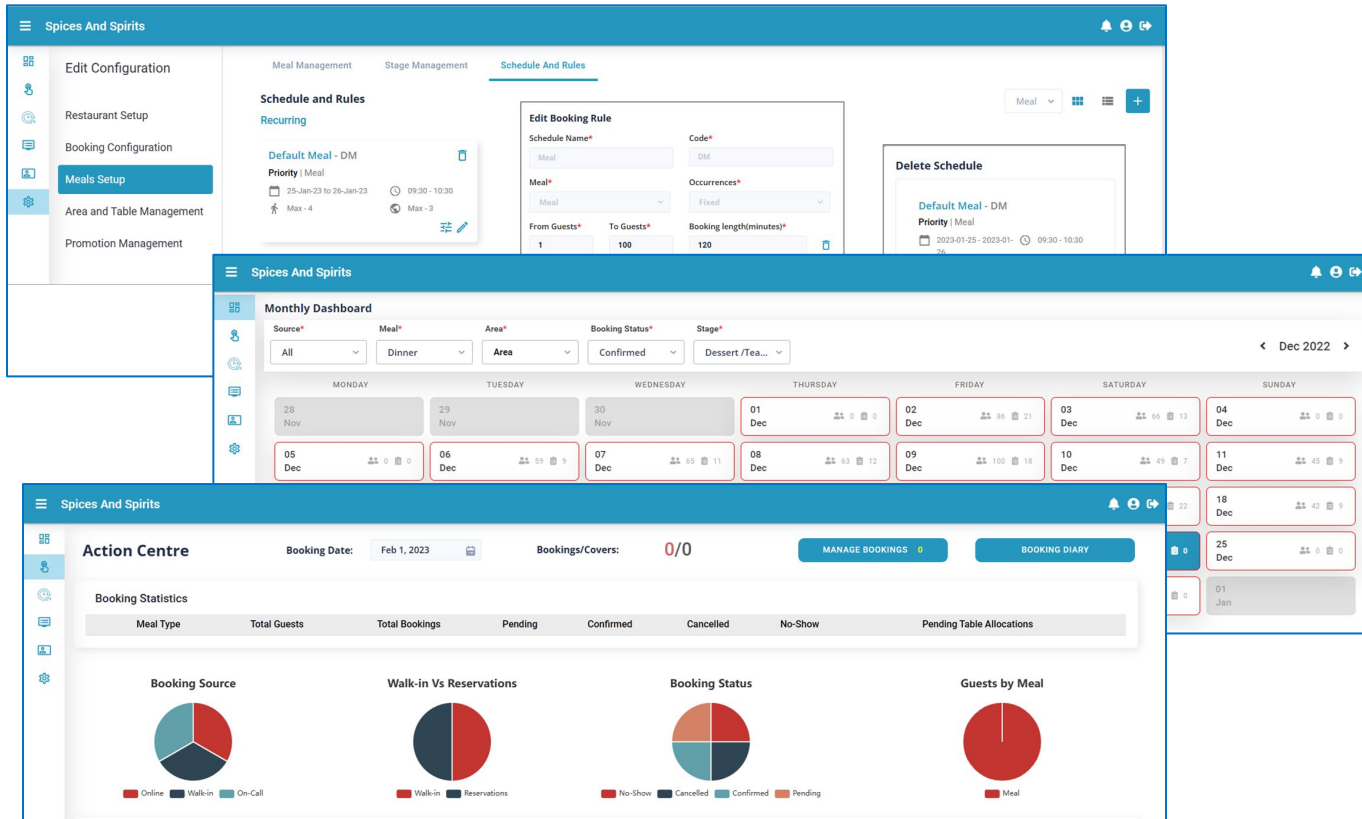 Spices And Spirits
Edit Configuration
Restaurant Setup
Booking Configuration
Meals Setup
Area and Table Management
Promotion Management
Meal Management Stage Management Schedule And Rules
Schedule and Rules
Recurring
Meal
Default Meal - DM
Priority | Meal
25-Jan-23 to 26-Jan-23 09:30 - 10:30
Max - 4 Max - 3
Edit Booking Rule
Schedule Name* Code*
Meal DM
Meal* Occurrences*
Meal Fixed
From Guests* To Guests* Booking length(minutes)*
1 100 120
Delete Schedule
Default Meal - DM
Priority | Meal
2023-01-25 - 2023-01- 09:30 - 10:30
26
Spices And Spirits
Monthly Dashboard
Source* Meal* Area* Booking Status* Stage*
All Dinner Area Confirmed Dessert /Tea...
Dec 2022
MONDAY TUESDAY WEDNESDAY THURSDAY FRIDAY SATURDAY SUNDAY
28 29 30 01 0 0 02 86 21 03 66 13 04 0 0
Nov Nov Nov Dec Dec Dec Dec
05 0 0 06 59 9 07 65 11 08 63 12 09 100 18 10 49 7 11 45 9
Dec Dec Dec Dec Dec Dec Dec
22 18 42 9
Dec
0 25 0 0
Dec
0 01
Jan
Spices And Spirits
Action Centre Booking Date: Feb 1, 2023 Bookings/Covers: 0/0 MANAGE BOOKINGS 0 BOOKING DIARY
Booking Statistics
Meal Type Total Guests Total Bookings Pending Confirmed Cancelled No-Show Pending Table Allocations
Booking Source Walk-in Vs Reservations Booking Status Guests by Meal
Online Walk-in On-Call Walk-in Reservations No-Show Cancelled Confirmed Pending Meal